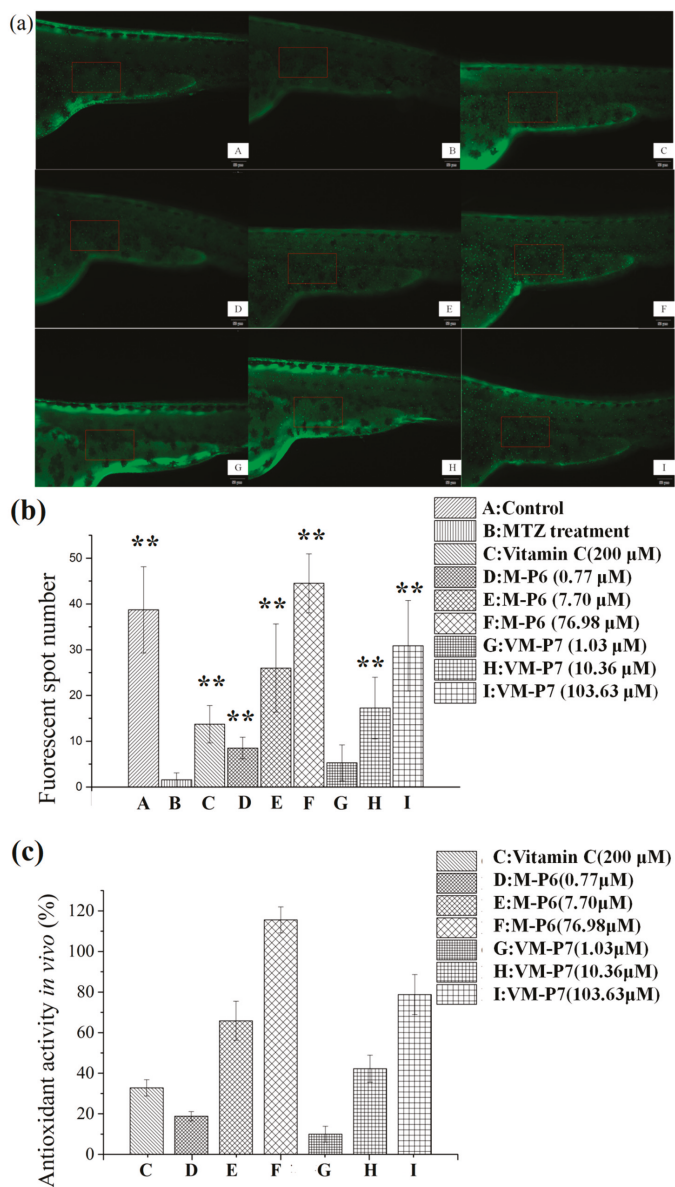 (a)
A
B
C
D
E
F
G
H
I
(b)
Fuorescent spot number
50
40
30
20
10
0
**
**
**
**
**
**
**
A B C D E F G H I
A:Control
B:MTZ treatment
C:Vitamin C(200 μM)
D:M-P6 (0.77 μM)
E:M-P6 (7.70 μM)
F:M-P6 (76.98 μM)
G:VM-P7 (1.03 μM)
H:VM-P7 (10.36 μM)
I:VM-P7 (103.63 μM)
(c)
Antioxidant activity in vivo (%)
120
100
80
60
40
20
0
C D E F G H I
C:Vitamin C(200 μM)
D:M-P6(0.77μM)
E:M-P6(7.70μM)
F:M-P6(76.98μM)
G:VM-P7(1.03μM)
H:VM-P7(10.36μM)
I:VM-P7(103.63μM)